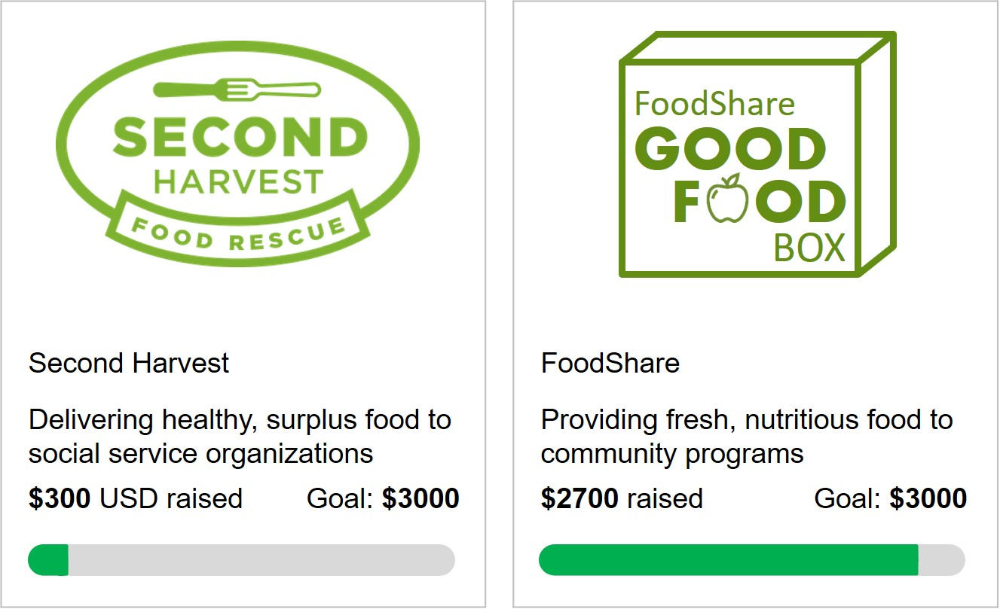 SECOND
HARVEST
FOOD RESCUE
Second Harvest
Delivering healthy, surplus food to
social service organizations
$300 USD raised Goal: $3000
FoodShare
GOOD
FOOD
BOX
FoodShare
Providing fresh, nutritious food to
community programs
$2700 raised Goal: $3000